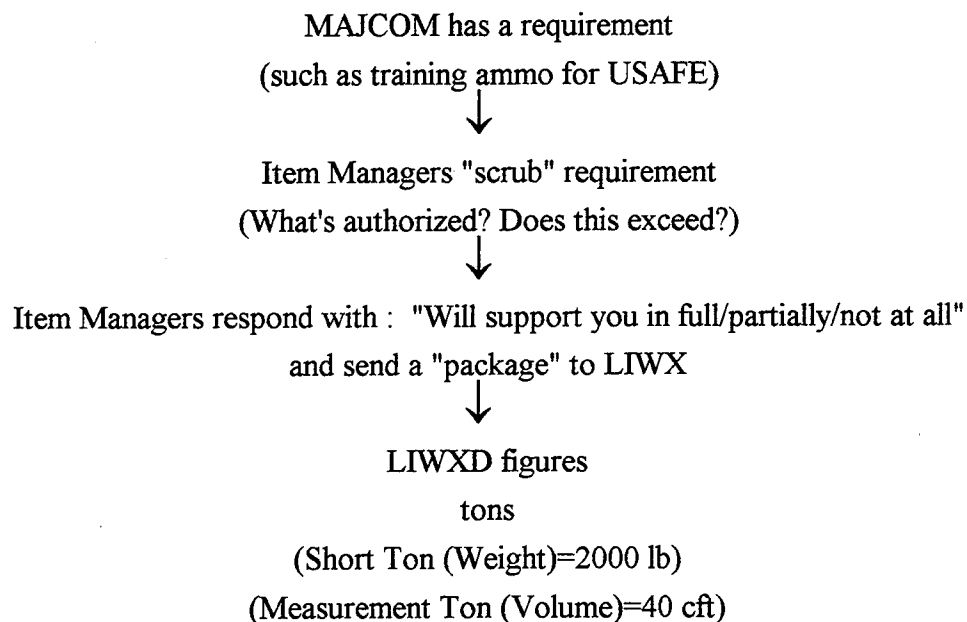 MAJCOM has a requirement
(such as training ammo for USAFE)
Item Managers "scrub" requirement
(What's authorized? Does this exceed?)
Item Managers respond with :  "Will support you in full/partially/not at all"
and send a "package" to LIWX
LIWXD figures
tons
(Short Ton (Weight)=2000 lb)
(Measurement Ton (Volume)=40 cft)